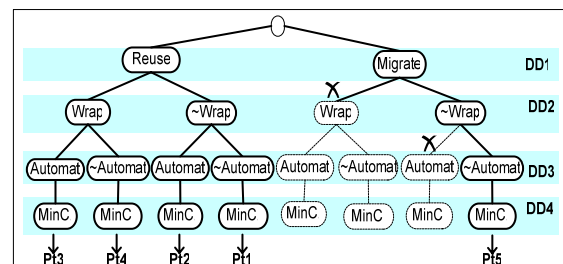 Reuse Migrate DD1
Wrap ~Wrap Wrap ~Wrap DD2
Automat ~Automat Automat ~Automat Automat ~Automat Automat ~Automat DD3
MinC MinC MinC MinC MinC MinC MinC MinC DD4
Pt3 Pt4 Pt2 Pt1 Pt5